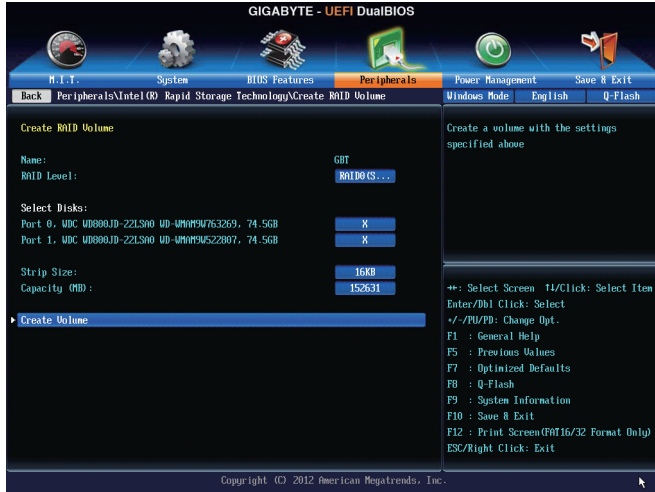 GIGABYTE - UEFI DualBIOS
M.I.T.
System
BIOS Features
Peripherals
Power Management
Save & Exit
Back
Peripherals\Intel(R) Rapid Storage Technology\Create RAID Volume
Windows Mode
English
Q-Flash
Create RAID Volume
Name: GBT
RAID Level: RAID0(S...
Select Disks:
Port 0, WDC WD800JD-22LSA0 WD-WMAM9W763269, 74.5GB X
Port 1, WDC WD800JD-22LSA0 WD-WMAM9W522807, 74.5GB X
Strip Size: 16KB
Capacity (MB): 152631
Create Volume
Create a volume with the settings
specified above
→←: Select Screen ↑↓/Click: Select Item
Enter/Dbl Click: Select
+/-/PU/PD: Change Opt.
F1 : General Help
F5 : Previous Values
F7 : Optimized Defaults
F8 : Q-Flash
F9 : System Information
F10 : Save & Exit
F12 : Print Screen(FAT16/32 Format Only)
ESC/Right Click: Exit
Copyright (C) 2012 American Megatrends, Inc.